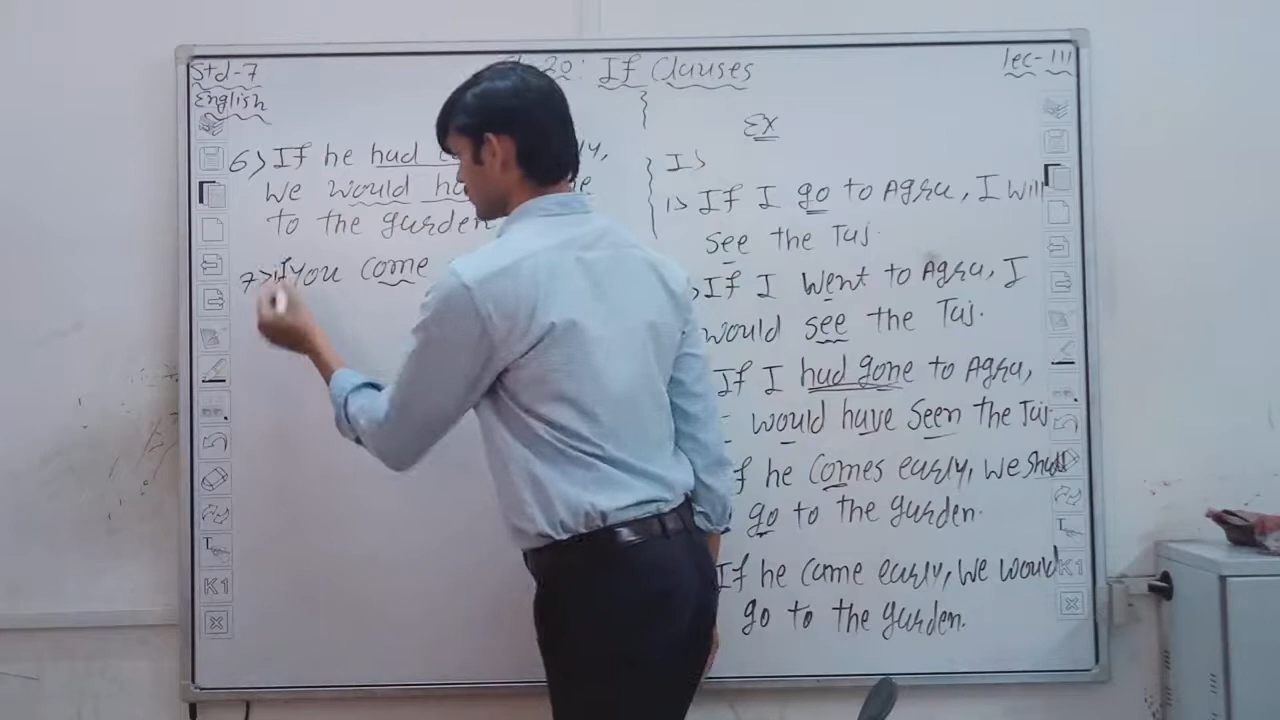 Std-7
English
20: If Clauses
Lec-111
6> If he had
we would
to the garden
7> if you come
Ex
I>
1> If I go to Agra, I will
see the Taj.
If I went to Agra, I
would see the Taj.
If I had gone to Agra,
would have seen the Taj.
If he comes early, we shall
go to the garden.
If he came early, we would
go to the garden.
K1
K1